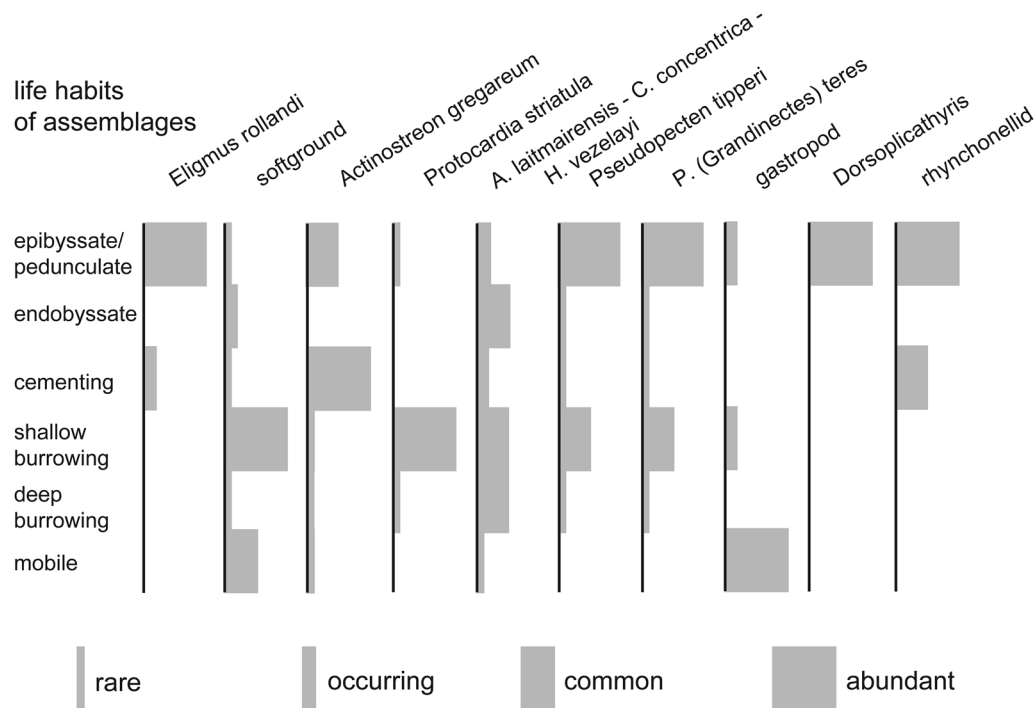 life habits
of assemblages
Eligmus rollandi
softground
Actinostreon gregareum
Protocardia striatula
A. laitmairensis - C. concentrica -
H. vezelayi
Pseudopecten tipperi
P. (Grandinectes) teres
gastropod
Dorsoplicathyris
rhynchonellid
epibyssate/
pedunculate
endobyssate
cementing
shallow
burrowing
deep
burrowing
mobile
rare
occurring
common
abundant